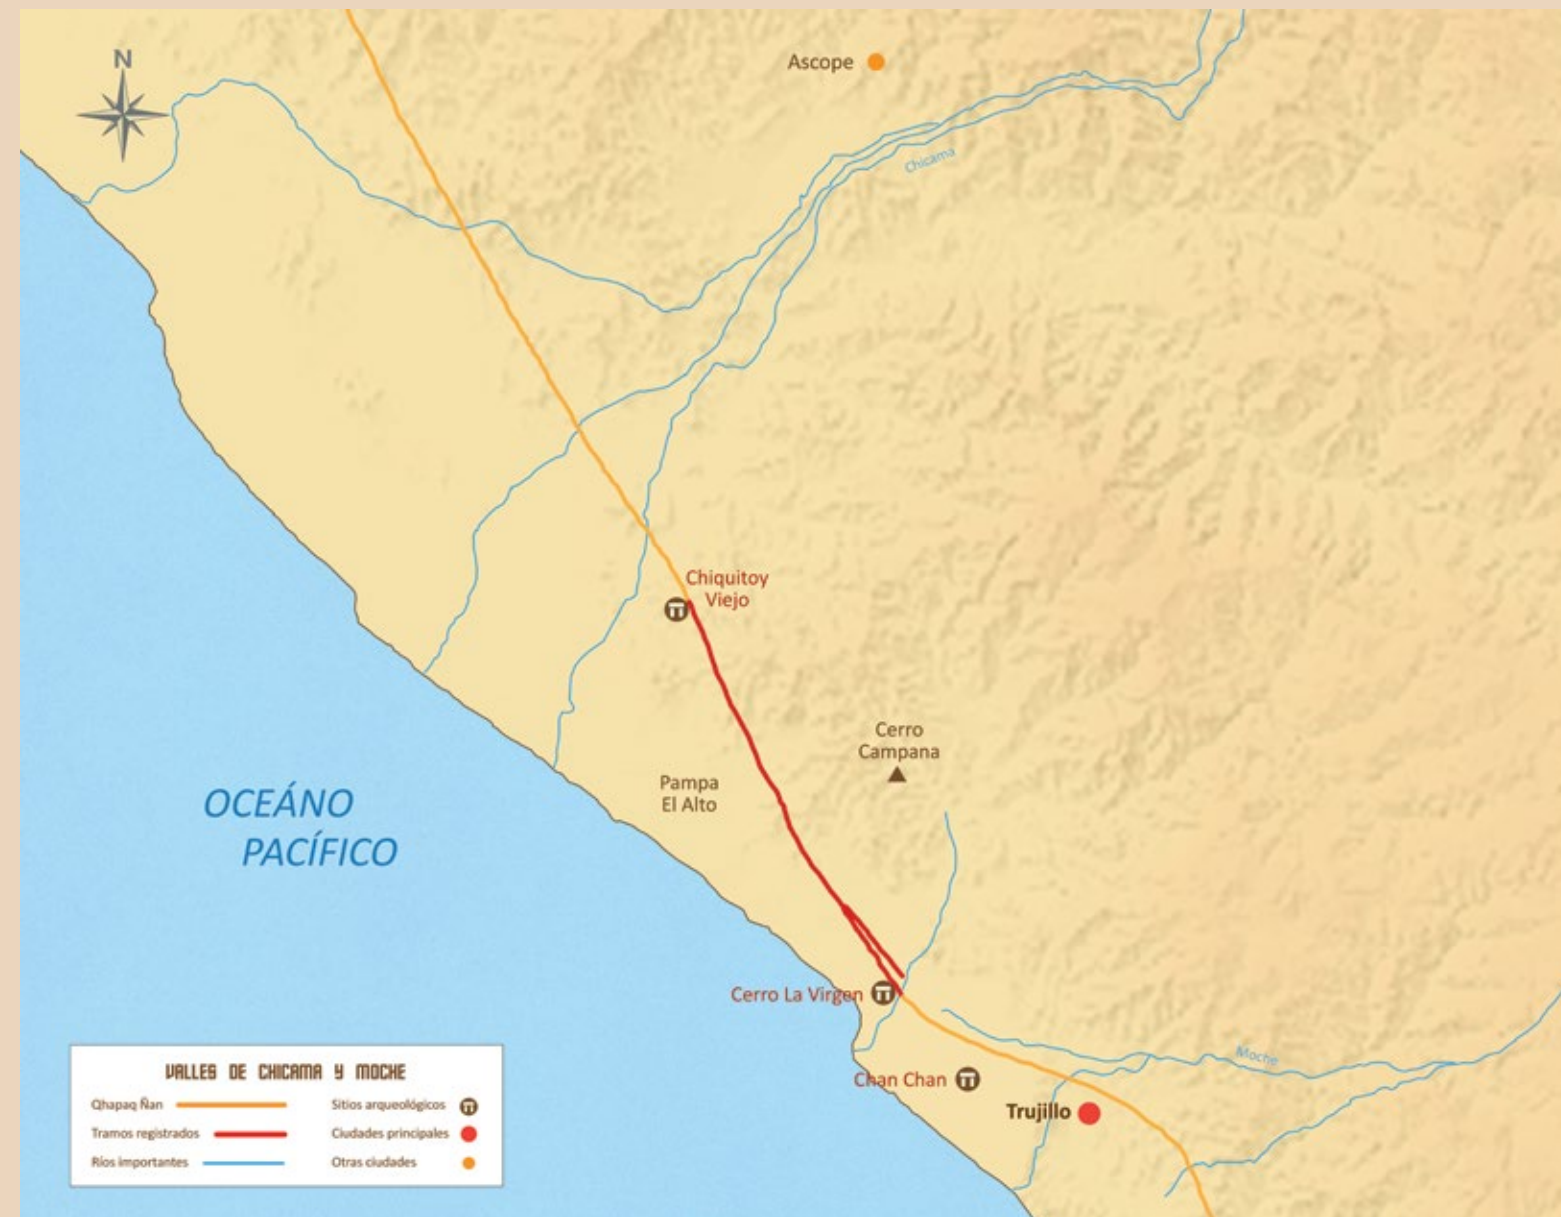 N
Ascope
Chicama
Chiquitoy
Viejo
Cerro
Campana
Pampa
El Alto
OCEÁNO
PACÍFICO
Cerro La Virgen
Moche
Chan Chan
Trujillo
VALLES DE CHICAMA Y MOCHE
Qhapaq Ñan
Sitios arqueológicos
Tramos registrados
Ciudades principales
Ríos importantes
Otras ciudades